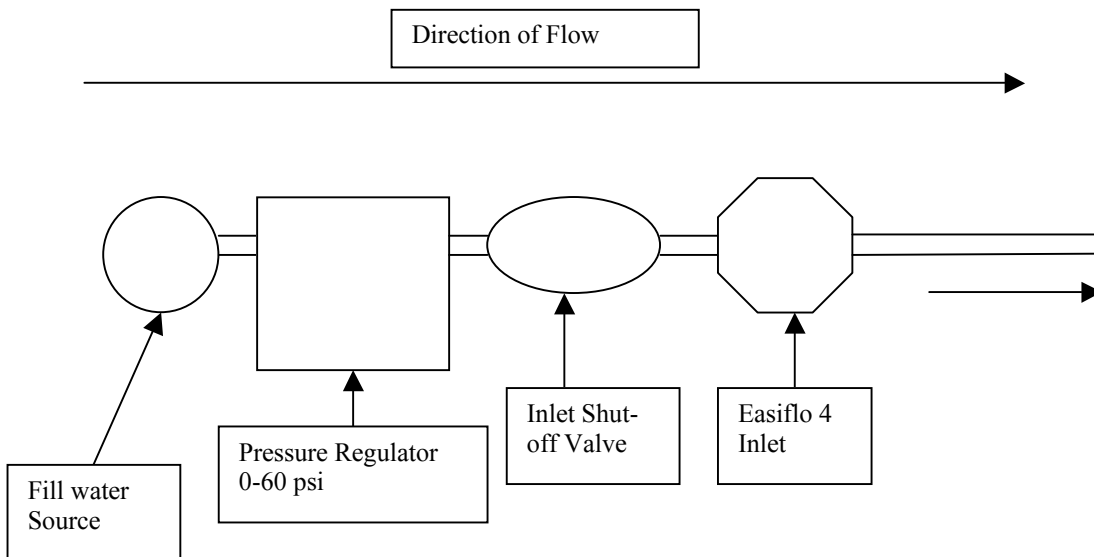 Direction of Flow
Inlet Shut-
off Valve
Easiflo 4
Inlet
Pressure Regulator
0-60 psi
Fill water
Source